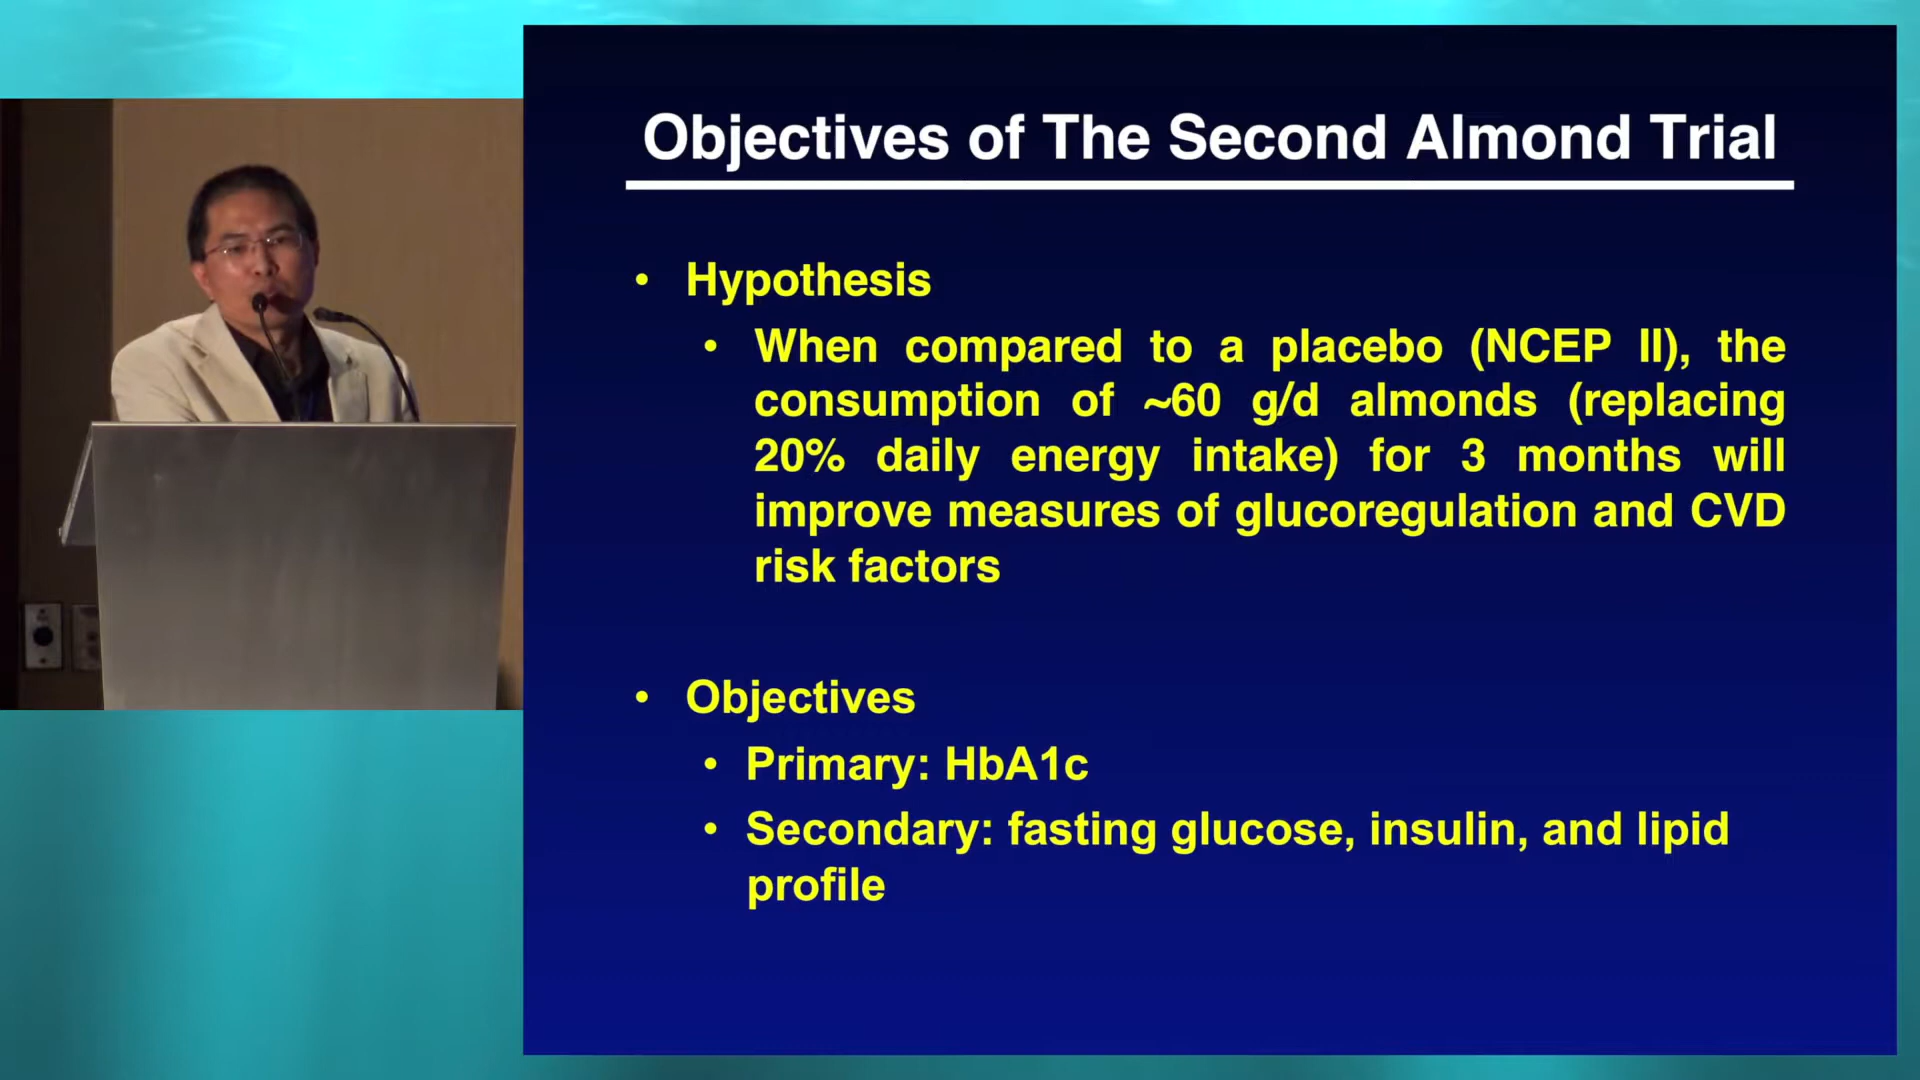 Objectives of The Second Almond Trial
• Hypothesis
• When compared to a placebo (NCEP II), the
consumption of ~60 g/d almonds (replacing
20% daily energy intake) for 3 months will
improve measures of glucoregulation and CVD
risk factors
• Objectives
• Primary: HbA1c
• Secondary: fasting glucose, insulin, and lipid
profile